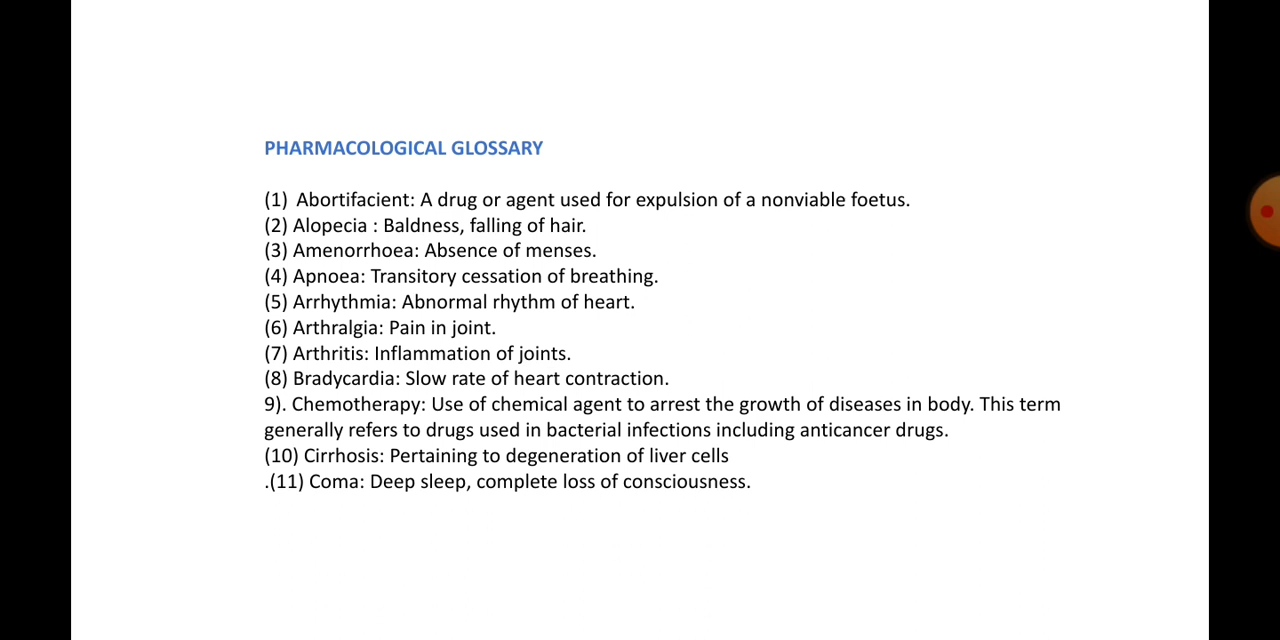 PHARMACOLOGICAL GLOSSARY
(1) Abortifacient: A drug or agent used for expulsion of a nonviable foetus.
(2) Alopecia : Baldness, falling of hair.
(3) Amenorrhoea: Absence of menses.
(4) Apnoea: Transitory cessation of breathing.
(5) Arrhythmia: Abnormal rhythm of heart.
(6) Arthralgia: Pain in joint.
(7) Arthritis: Inflammation of joints.
(8) Bradycardia: Slow rate of heart contraction.
9). Chemotherapy: Use of chemical agent to arrest the growth of diseases in body. This term
generally refers to drugs used in bacterial infections including anticancer drugs.
(10) Cirrhosis: Pertaining to degeneration of liver cells
.(11) Coma: Deep sleep, complete loss of consciousness.